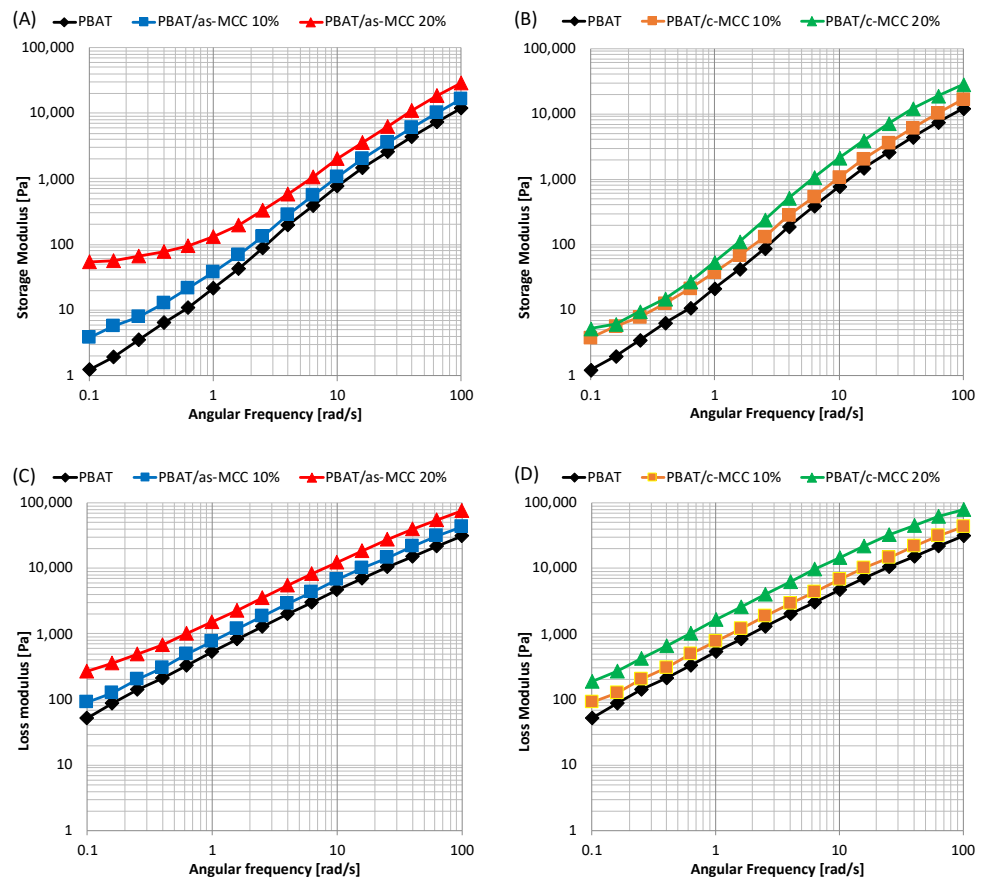 (A) PBAT PBAT/as-MCC 10% PBAT/as-MCC 20%
100,000
10,000
1,000
100
10
1
Storage Modulus [Pa]
0.1 1 10 100
Angular Frequency [rad/s]
(B) PBAT PBAT/c-MCC 10% PBAT/c-MCC 20%
100,000
10,000
1,000
100
10
1
Storage Modulus [Pa]
0.1 1 10 100
Angular Frequency [rad/s]
(C) PBAT PBAT/as-MCC 10% PBAT/as-MCC 20%
100,000
10,000
1,000
100
10
1
Loss modulus [Pa]
0.1 1 10 100
Angular frequency [rad/s]
(D) PBAT PBAT/c-MCC 10% PBAT/c-MCC 20%
100,000
10,000
1,000
100
10
1
Loss Modulus [Pa]
0.1 1 10 100
Angular Frequency [rad/s]